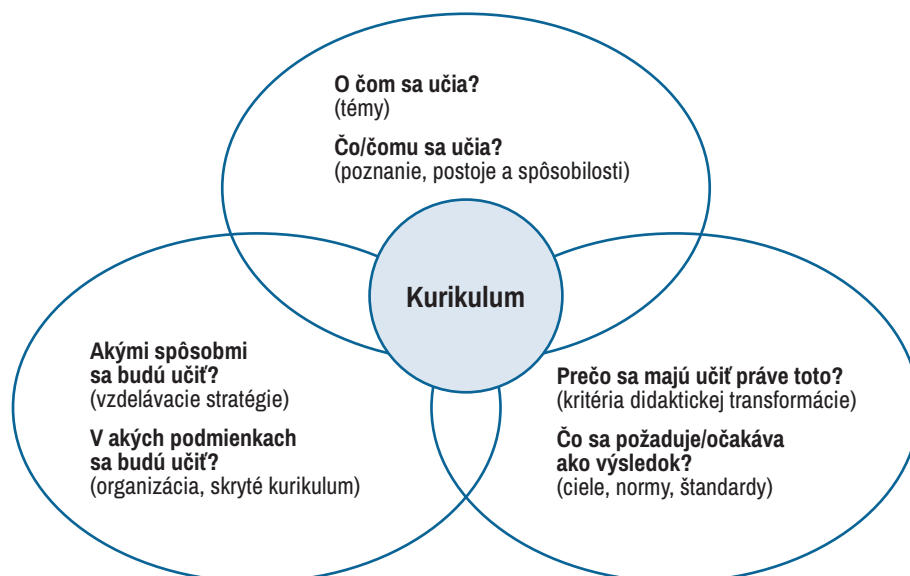 O čom sa učia?
(témy)
Čo/čomu sa učia?
(poznanie, postoje a spôsobilosti)
Kurikulum
Akými spôsobmi
sa budú učiť?
(vzdelávacie stratégie)
V akých podmienkach
sa budú učiť?
(organizácia, skryté kurikulum)
Prečo sa majú učiť práve toto?
(kritéria didaktickej transformácie)
Čo sa požaduje/očakáva
ako výsledok?
(ciele, normy, štandardy)